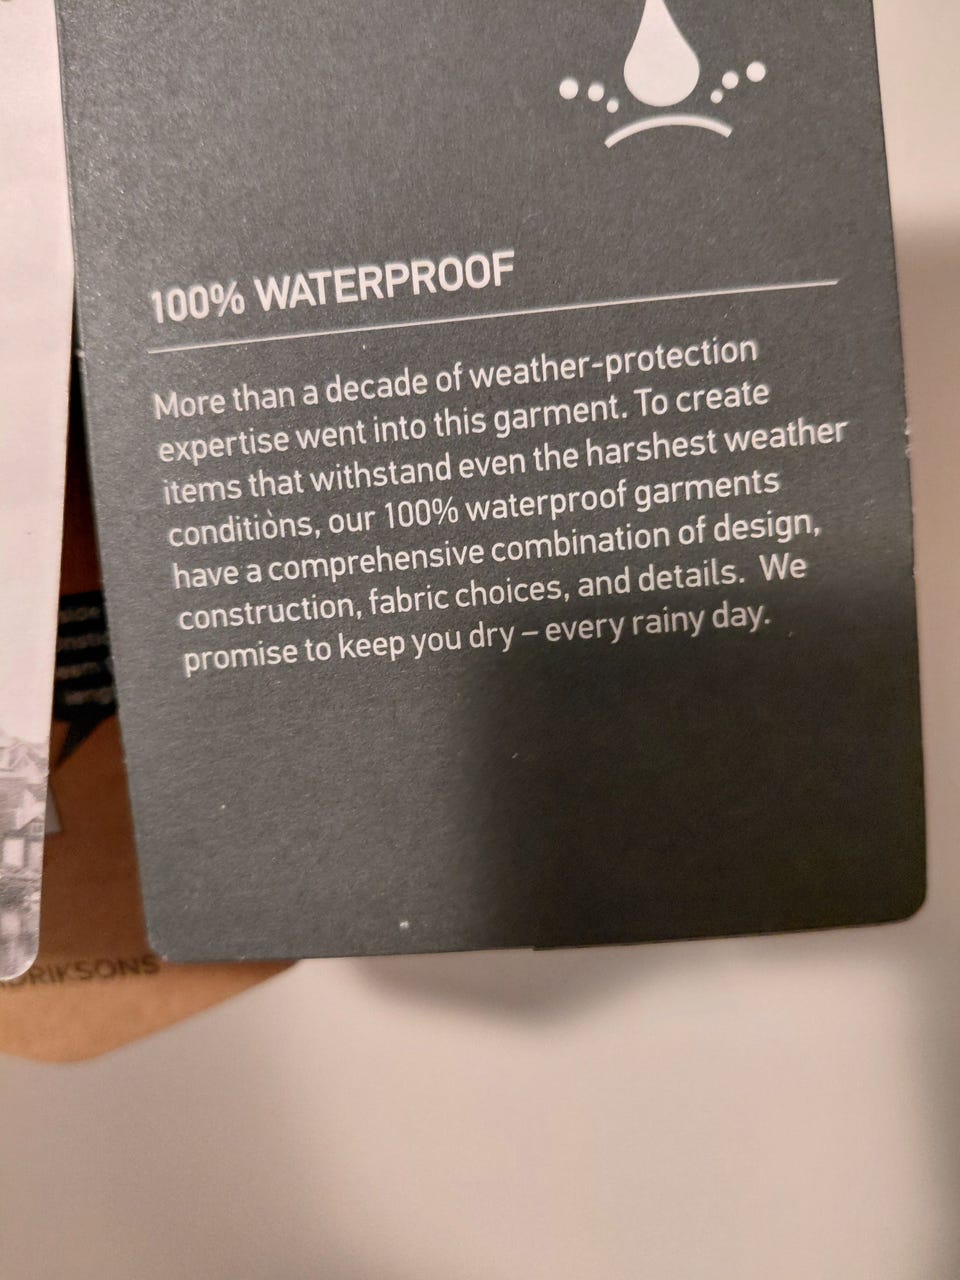 100% WATERPROOF
More than a decade of weather-protection
expertise went into this garment. To create
items that withstand even the harshest weather
conditions, our 100% waterproof garments
have a comprehensive combination of design,
construction, fabric choices, and details. We
promise to keep you dry – every rainy day.
DRIKSONS